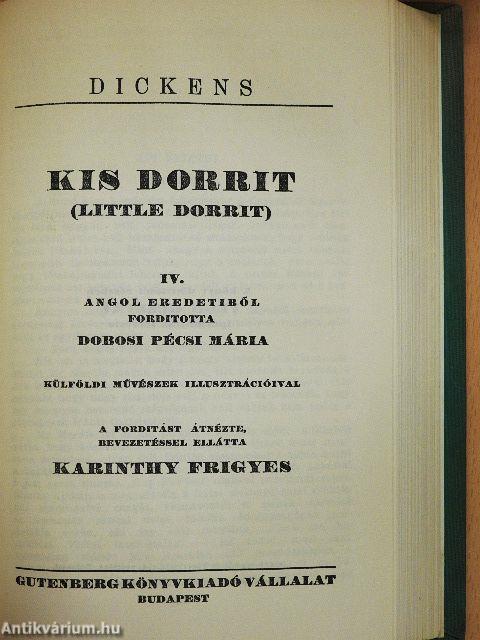 DICKENS
KIS DORRIT
(LITTLE DORRIT)
IV.
ANGOL EREDETIBŐL
FORDITOTTA
DOBOSI PÉCSI MÁRIA
KÜLFÖLDI MŰVÉSZEK ILLUSZTRÁCIÓIVAL
A FORDITÁST ÁTNÉZTE,
BEVEZETÉSSEL ELLÁTTA
KARINTHY FRIGYES
GUTENBERG KÖNYVKIADÓ VÁLLALAT
BUDAPEST
Antikvárium.hu